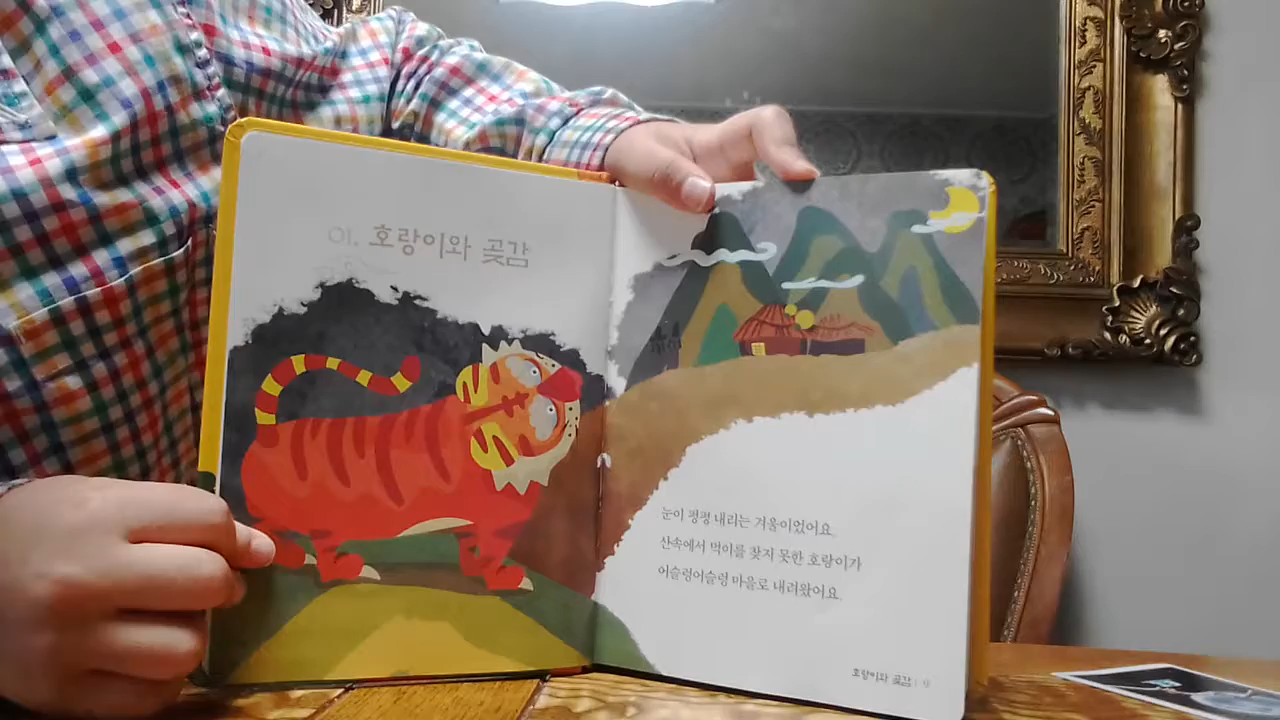 01. 호랑이와 곶감
눈이 펑펑 내리는 겨울이었어요.
산속에서 먹이를 찾지 못한 호랑이가
어슬렁어슬렁 마을로 내려왔어요.
호랑이와 곶감